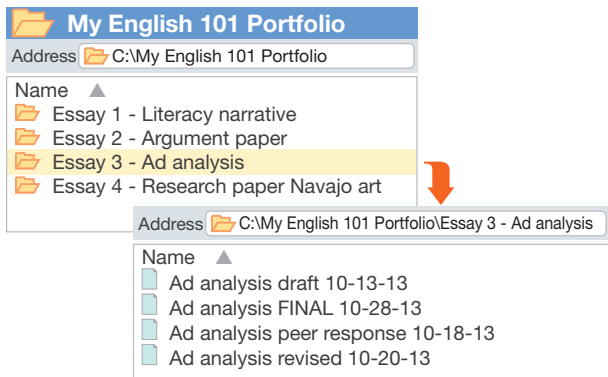 My English 101 Portfolio
Address C:\My English 101 Portfolio
Name
Essay 1 - Literacy narrative
Essay 2 - Argument paper
Essay 3 - Ad analysis
Essay 4 - Research paper Navajo art
Address C:\My English 101 Portfolio\Essay 3 - Ad analysis
Name
Ad analysis draft 10-13-13
Ad analysis FINAL 10-28-13
Ad analysis peer response 10-18-13
Ad analysis revised 10-20-13